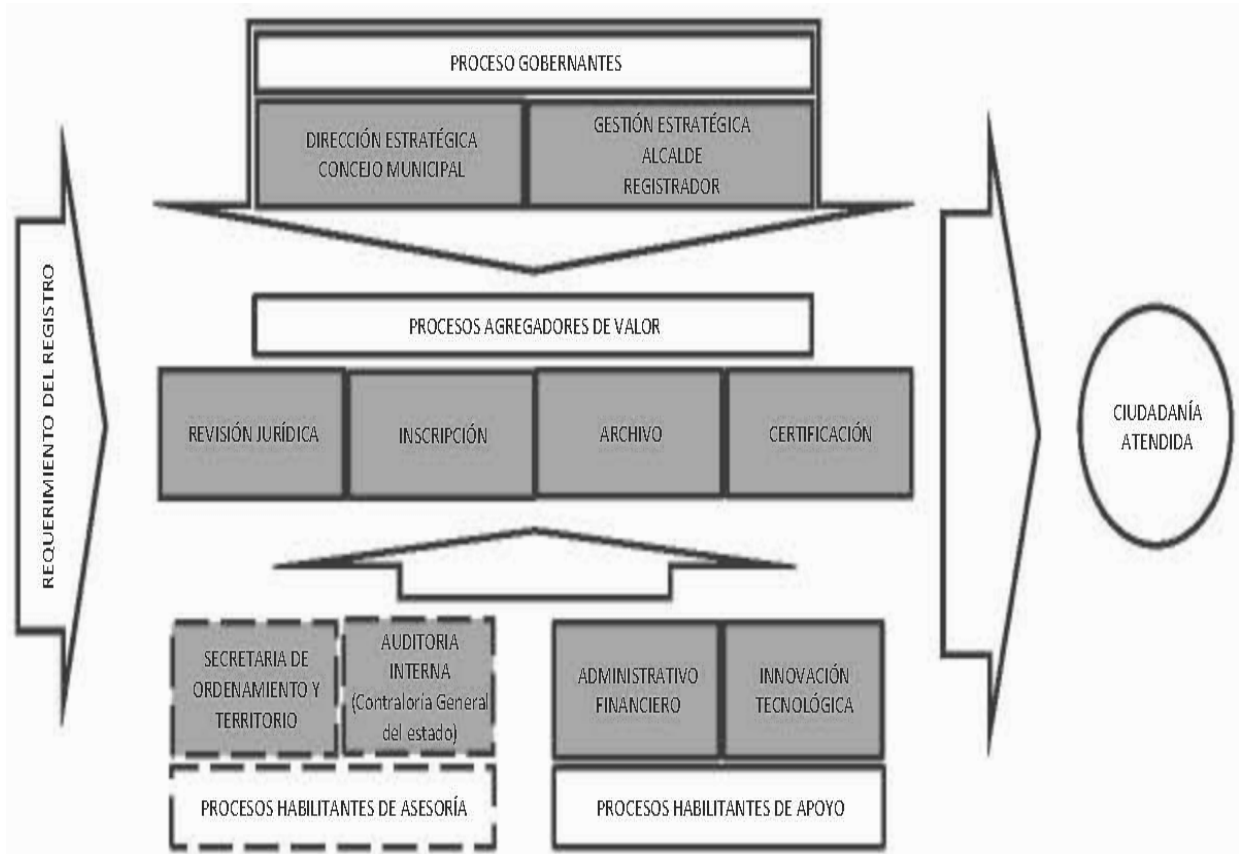 PROCESO GOBERNANTES
DIRECCIÓN ESTRATÉGICA
CONCEJO MUNICIPAL
GESTIÓN ESTRATÉGICA
ALCALDE
REGISTRADOR
REQUERIMIENTO DEL REGISTRO
PROCESOS AGREGADORES DE VALOR
REVISIÓN JURÍDICA
INSCRIPCIÓN
ARCHIVO
CERTIFICACIÓN
CIUDADANÍA
ATENDIDA
SECRETARIA DE
ORDENAMIENTO Y
TERRITORIO
AUDITORIA
INTERNA
(Contraloría General
del estado)
ADMINISTRATIVO
FINANCIERO
INNOVACIÓN
TECNOLÓGICA
PROCESOS HABILITANTES DE ASESORÍA
PROCESOS HABILITANTES DE APOYO